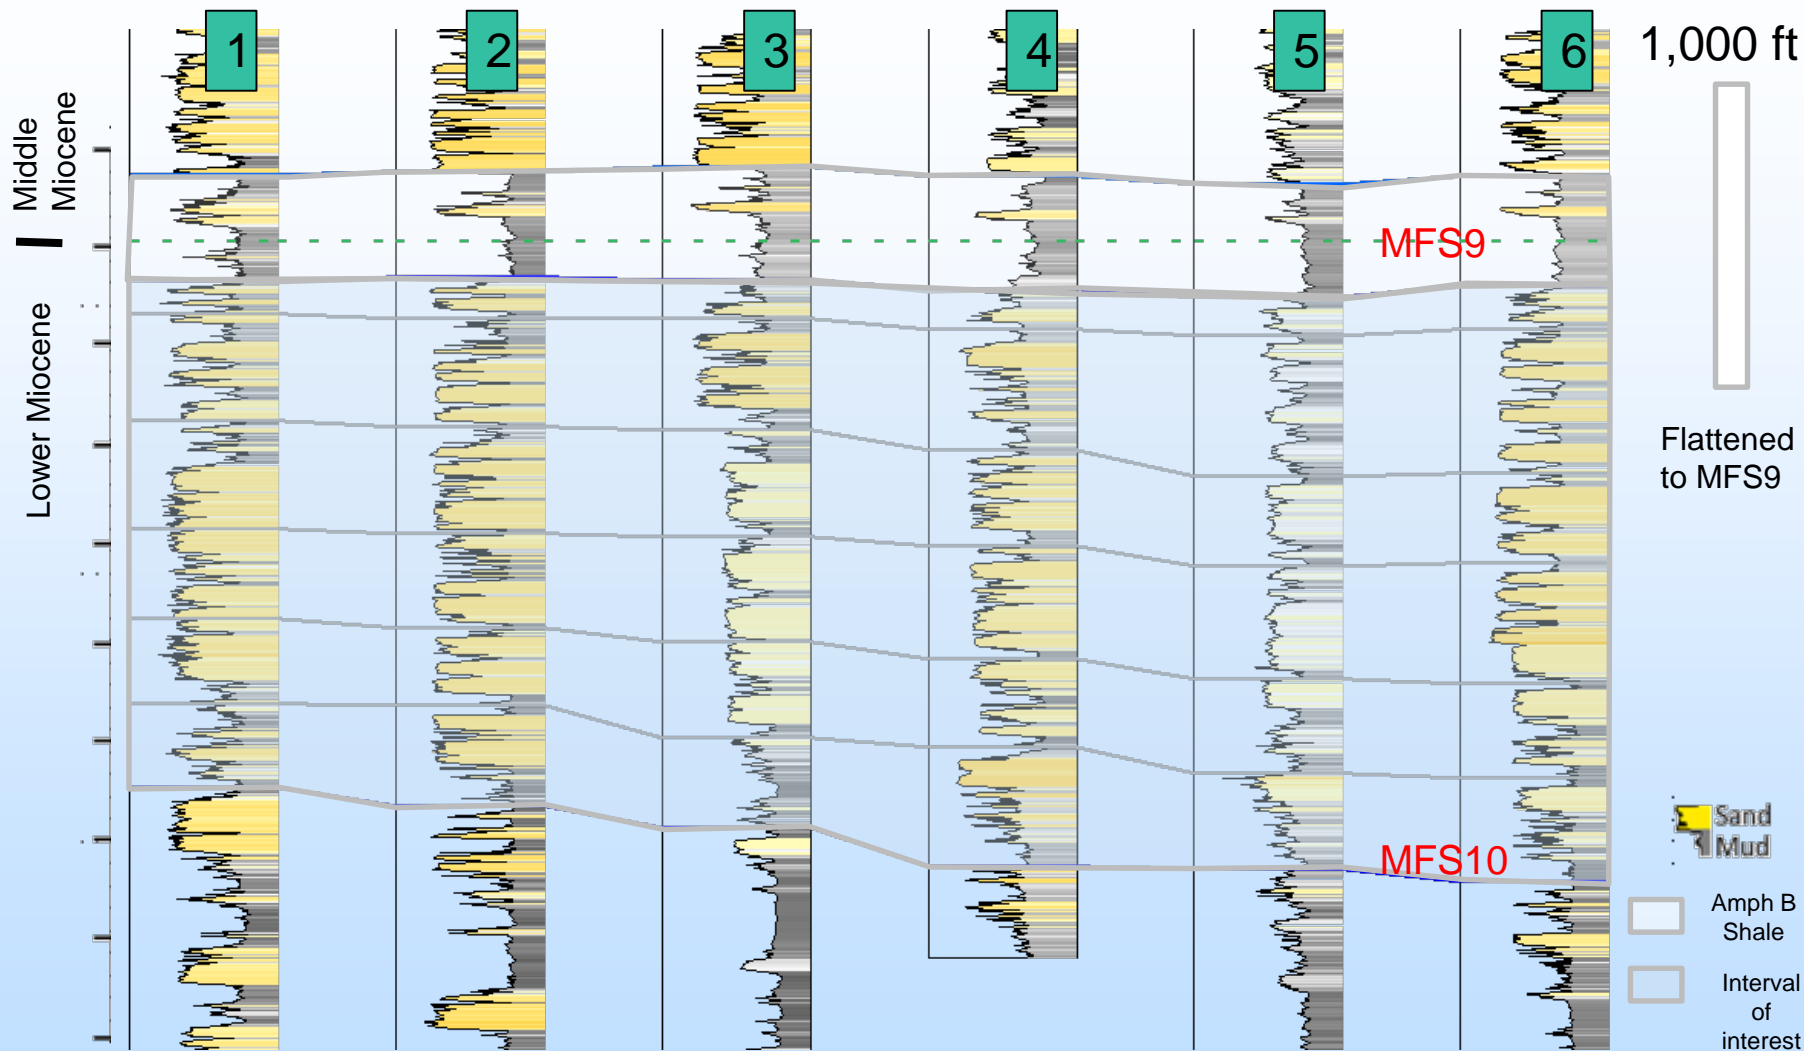 1
2
3
4
5
6
1,000 ft
Middle
Miocene
Lower Miocene
MFS9
Flattened
to MFS9
MFS10
Sand
Mud
Amph B
Shale
Interval
of
interest